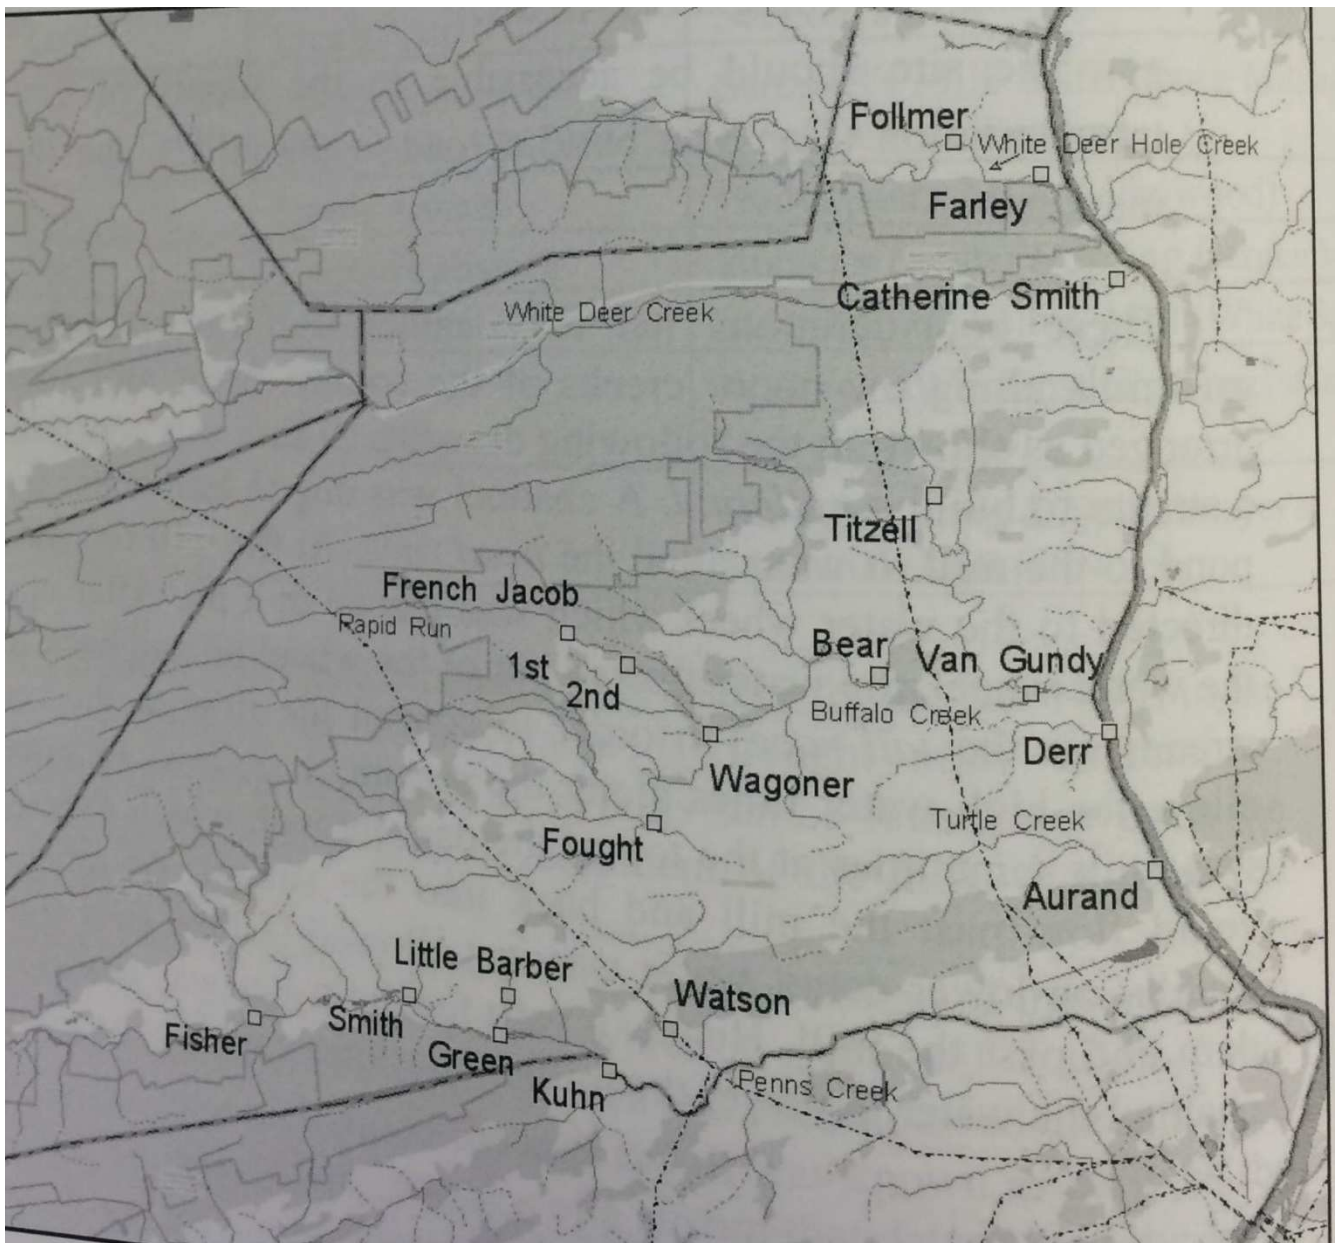 Follmer
White Deer Hole Creek
Farley
Catherine Smith
White Deer Creek
Titzell
French Jacob
Rapid Run
1st
2nd
Bear
Van Gundy
Buffalo Creek
Derr
Wagoner
Turtle Creek
Fought
Aurand
Little Barber
Watson
Smith
Fisher
Green
Kuhn
Penns Creek